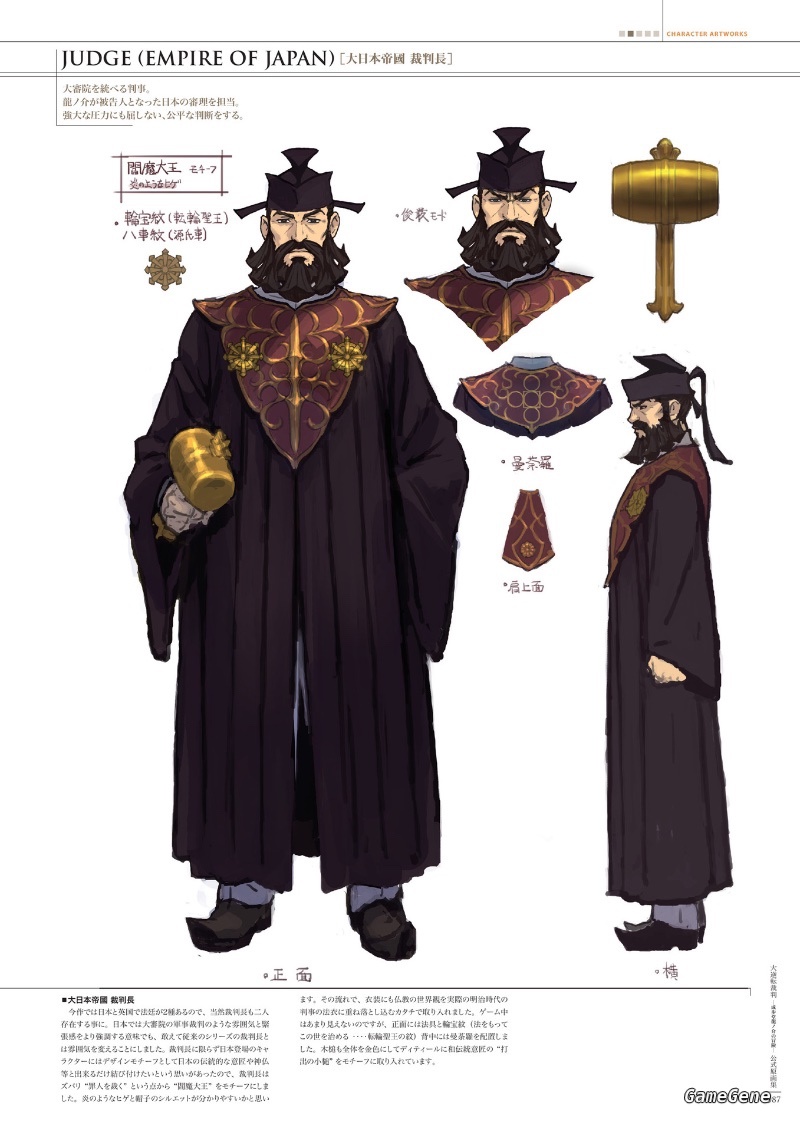 CHARACTER ARTWORKS
JUDGE (EMPIRE OF JAPAN) [大日本帝國 裁判長]
大審院を統べる判事。
龍ノ介が被告人となった日本の審理を担当。
強大な圧力にも屈しない、公平な判断をする。
閻魔大王 モチーフ
炎のようなヒゲ
・輪宝紋(転輪聖王)
八車紋(源氏車)
モード
曼荼羅
肩上面
正面
横
■大日本帝國 裁判長
今作では日本と英国で法廷が2種あるので、当然裁判長も二人
存在する事に。日本では大審院の軍事裁判のような雰囲気と緊
張感をより強調する意味でも、敢えて従来のシリーズの裁判長と
は雰囲気を変えることにしました。裁判長に限らず日本登場のキャ
ラクターにはデザインモチーフとして日本の伝統的な意匠や神仏
等と出来るだけ結び付けたいという思いがあったので、裁判長は
ズバリ“罪人を裁く”という点から“閻魔大王”をモチーフにしま
した。炎のようなヒゲと帽子のシルエットが分かりやすいかと思い
ます。その流れで、衣装にも仏教の世界観を実際の明治時代の
判事の法衣に重ね落とし込むカタチで取り入れました。ゲーム中
はあまり見えないのですが、正面には法具と輪宝紋(法をもって
この世を治める‥‥転輪聖王の紋)背中には曼荼羅を配置しま
した。木槌も全体を金色にしてディティールに和伝統意匠の“打
出の小槌”をモチーフに取り入れています。
大逆転裁判 ―成歩堂龍ノ介の冒險― 公式原画集
GameGene
87